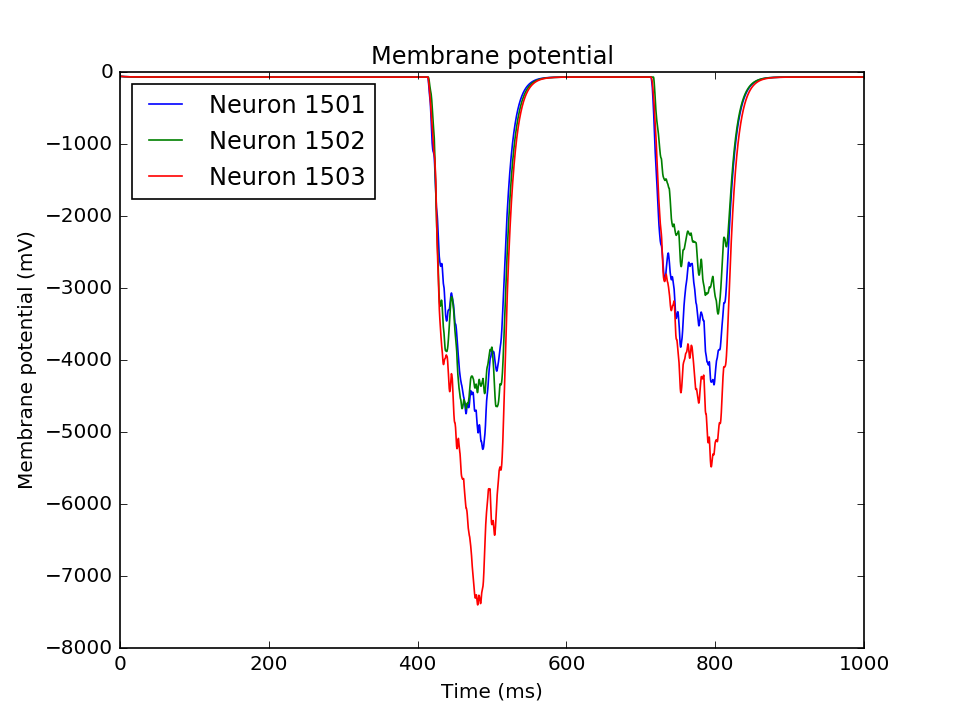 Membrane potential
0
−1000
−2000
−3000
−4000
−5000
−6000
−7000
−8000
Membrane potential (mV)
Neuron 1501
Neuron 1502
Neuron 1503
0 200 400 600 800 1000
Time (ms)